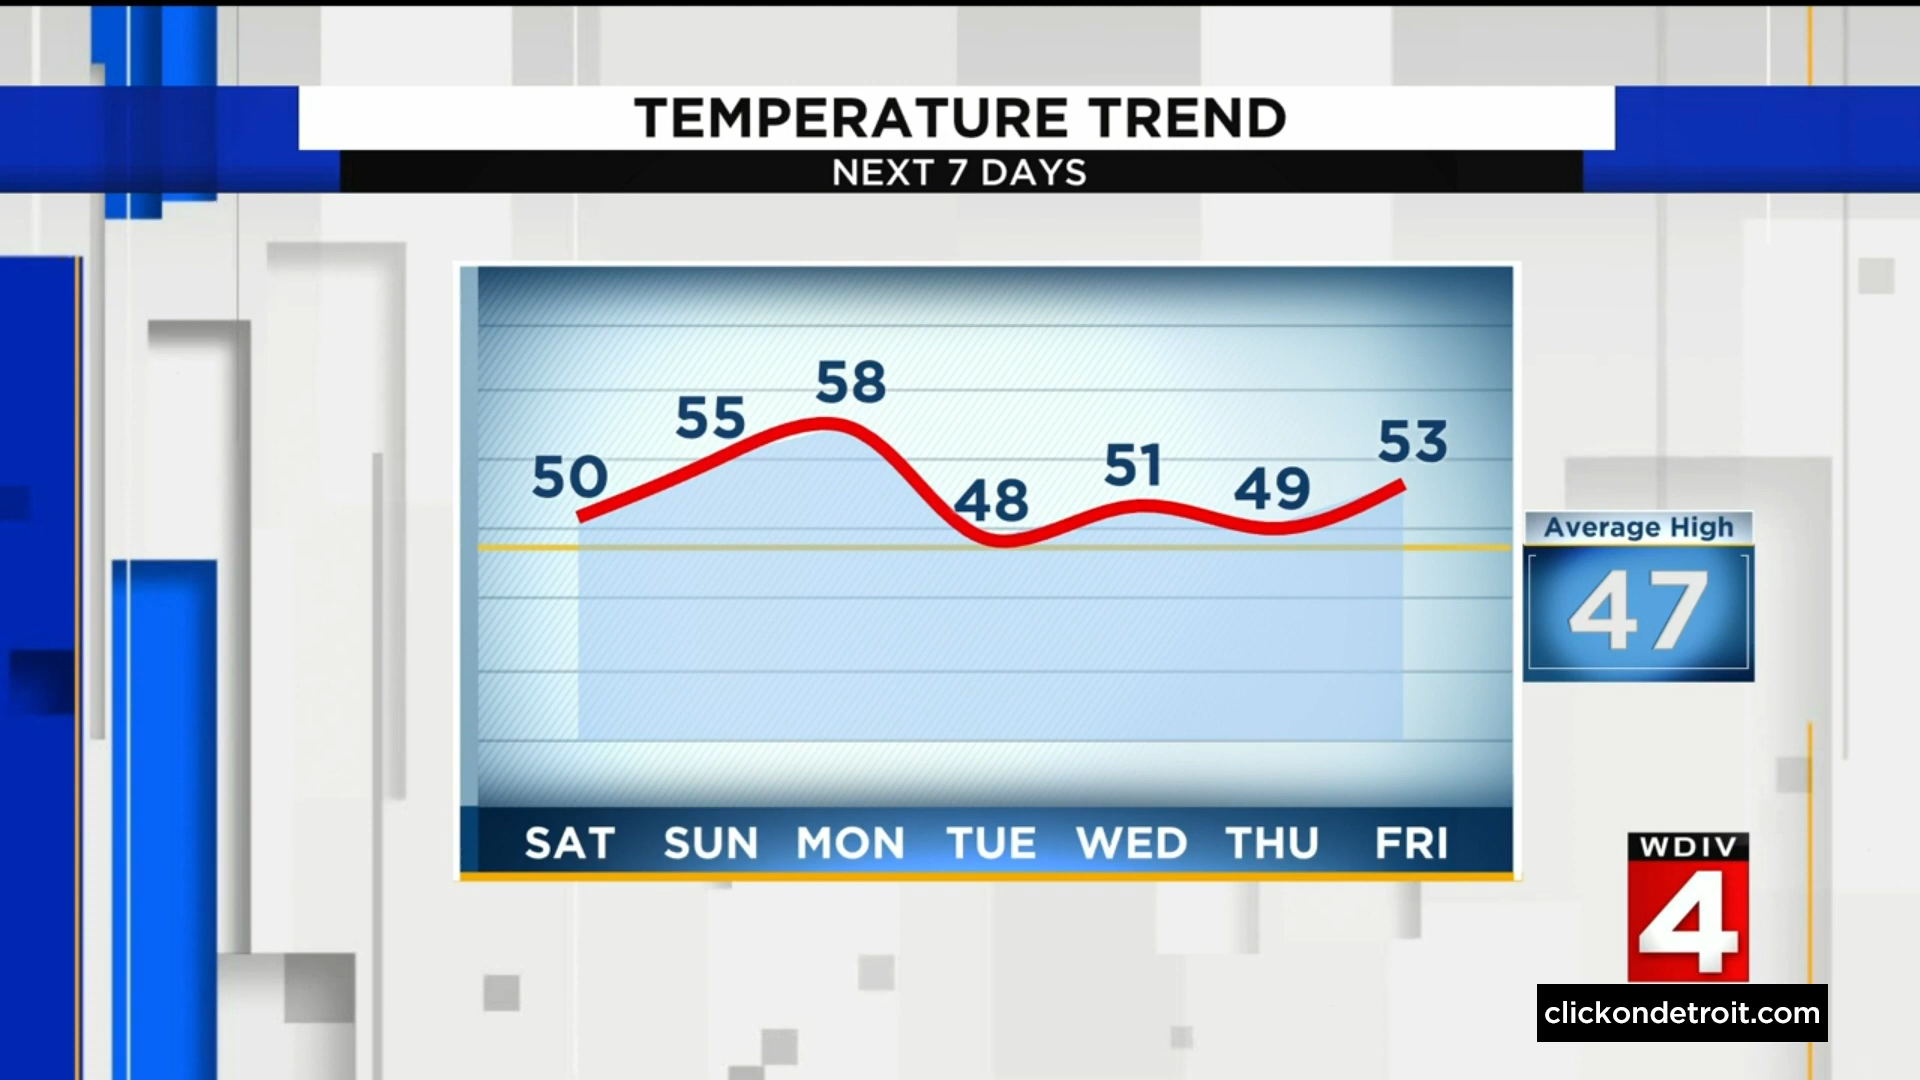 TEMPERATURE TREND
NEXT 7 DAYS
50 55 58 48 51 49 53
Average High
47
SAT SUN MON TUE WED THU FRI
WDIV
4
clickondetroit.com